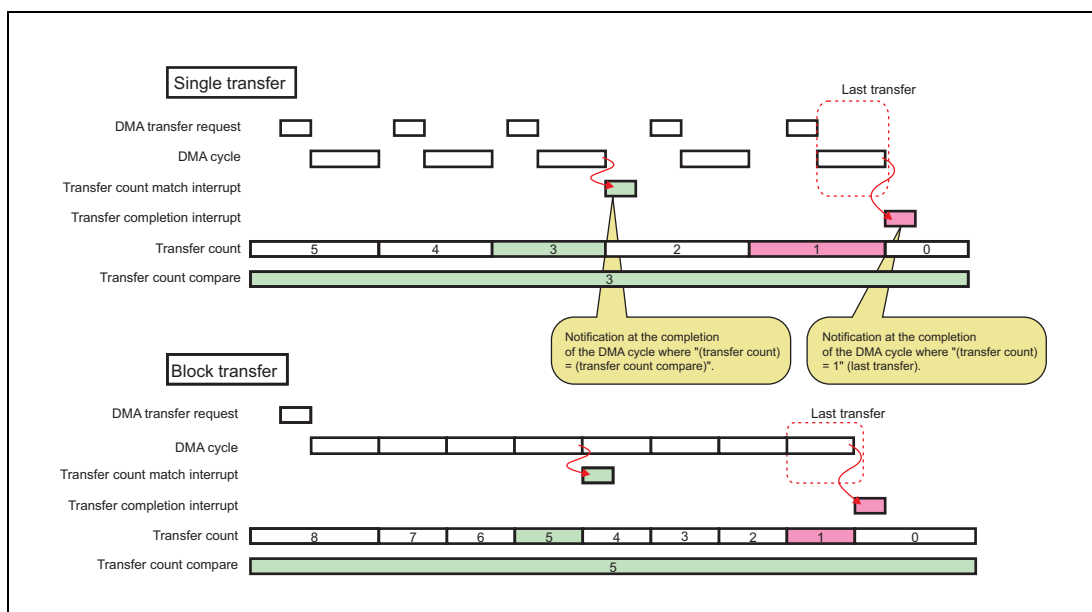 Single transfer
Last transfer
DMA transfer request
DMA cycle
Transfer count match interrupt
Transfer completion interrupt
Transfer count 5 4 3 2 1 0
Transfer count compare 3
Notification at the completion
of the DMA cycle where "(transfer count)
= (transfer count compare)".
Notification at the completion
of the DMA cycle where "(transfer count)
= 1" (last transfer).
Block transfer
DMA transfer request
Last transfer
DMA cycle
Transfer count match interrupt
Transfer completion interrupt
Transfer count 8 7 6 5 4 3 2 1 0
Transfer count compare 5